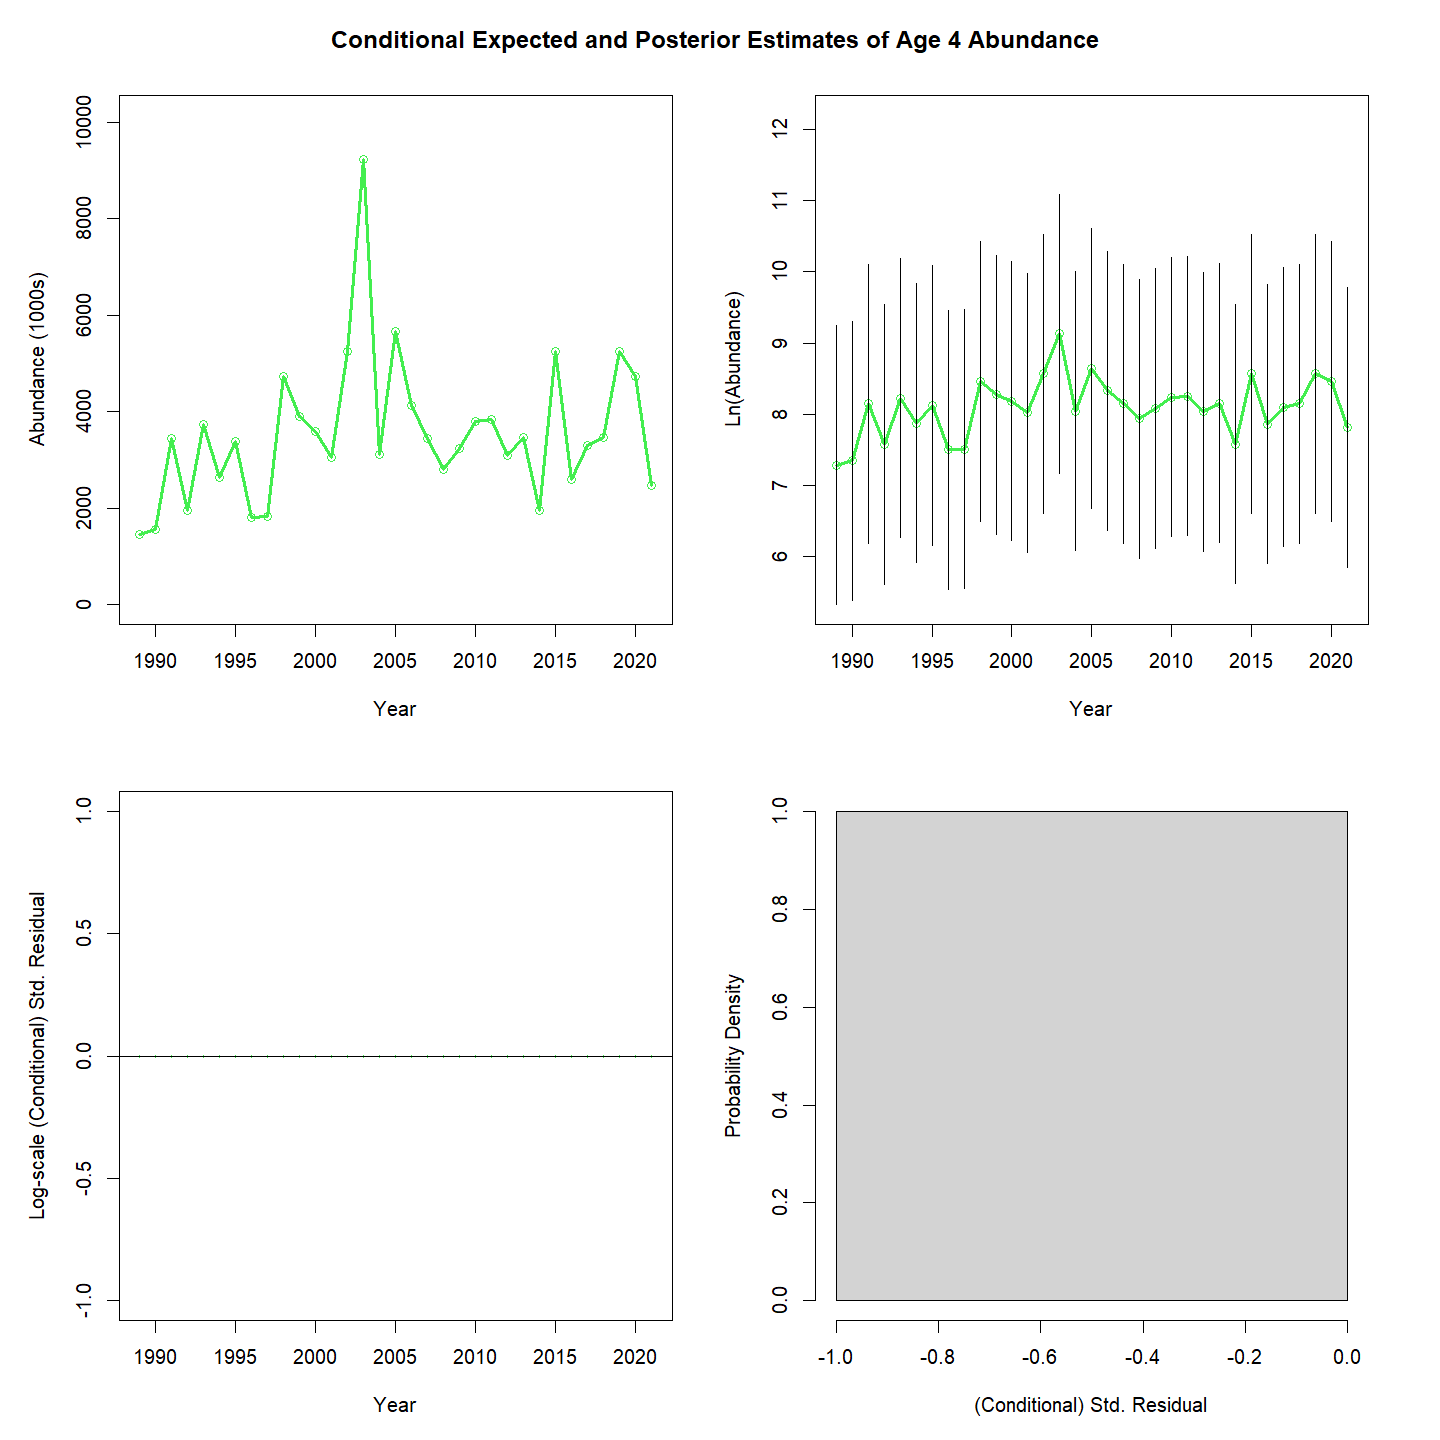 Conditional Expected and Posterior Estimates of Age 4 Abundance
Abundance (1000s)
10000
8000
6000
4000
2000
0
1990 1995 2000 2005 2010 2015 2020
Year
Ln(Abundance)
12
11
10
9
8
7
6
1990 1995 2000 2005 2010 2015 2020
Year
Log-scale (Conditional) Std. Residual
1.0
0.5
0.0
-0.5
-1.0
1990 1995 2000 2005 2010 2015 2020
Year
Probability Density
1.0
0.8
0.6
0.4
0.2
0.0
-1.0 -0.8 -0.6 -0.4 -0.2 0.0
(Conditional) Std. Residual